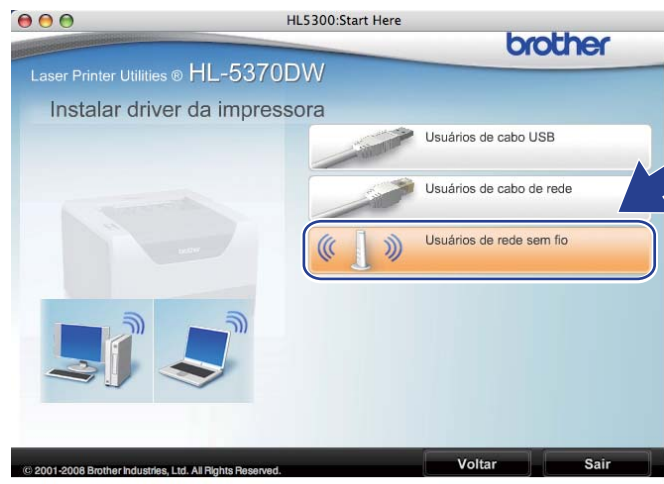 HL5300:Start Here
brother
Laser Printer Utilities ® HL-5370DW
Instalar driver da impressora
Usuários de cabo USB
Usuários de cabo de rede
Usuários de rede sem fio
© 2001-2008 Brother Industries, Ltd. All Rights Reserved.
Voltar
Sair